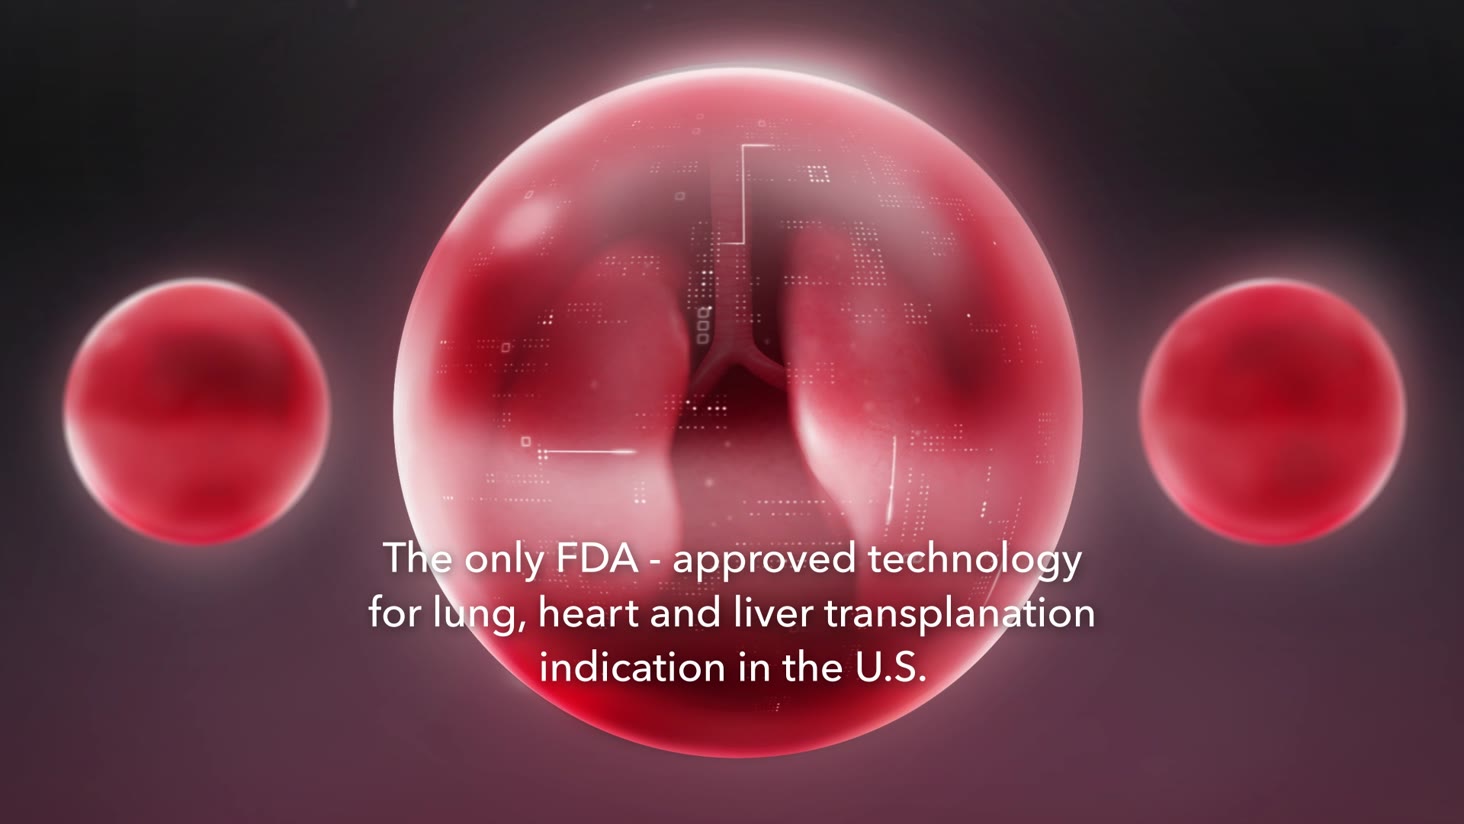 The only FDA - approved technology
for lung, heart and liver transplanation
indication in the U.S.